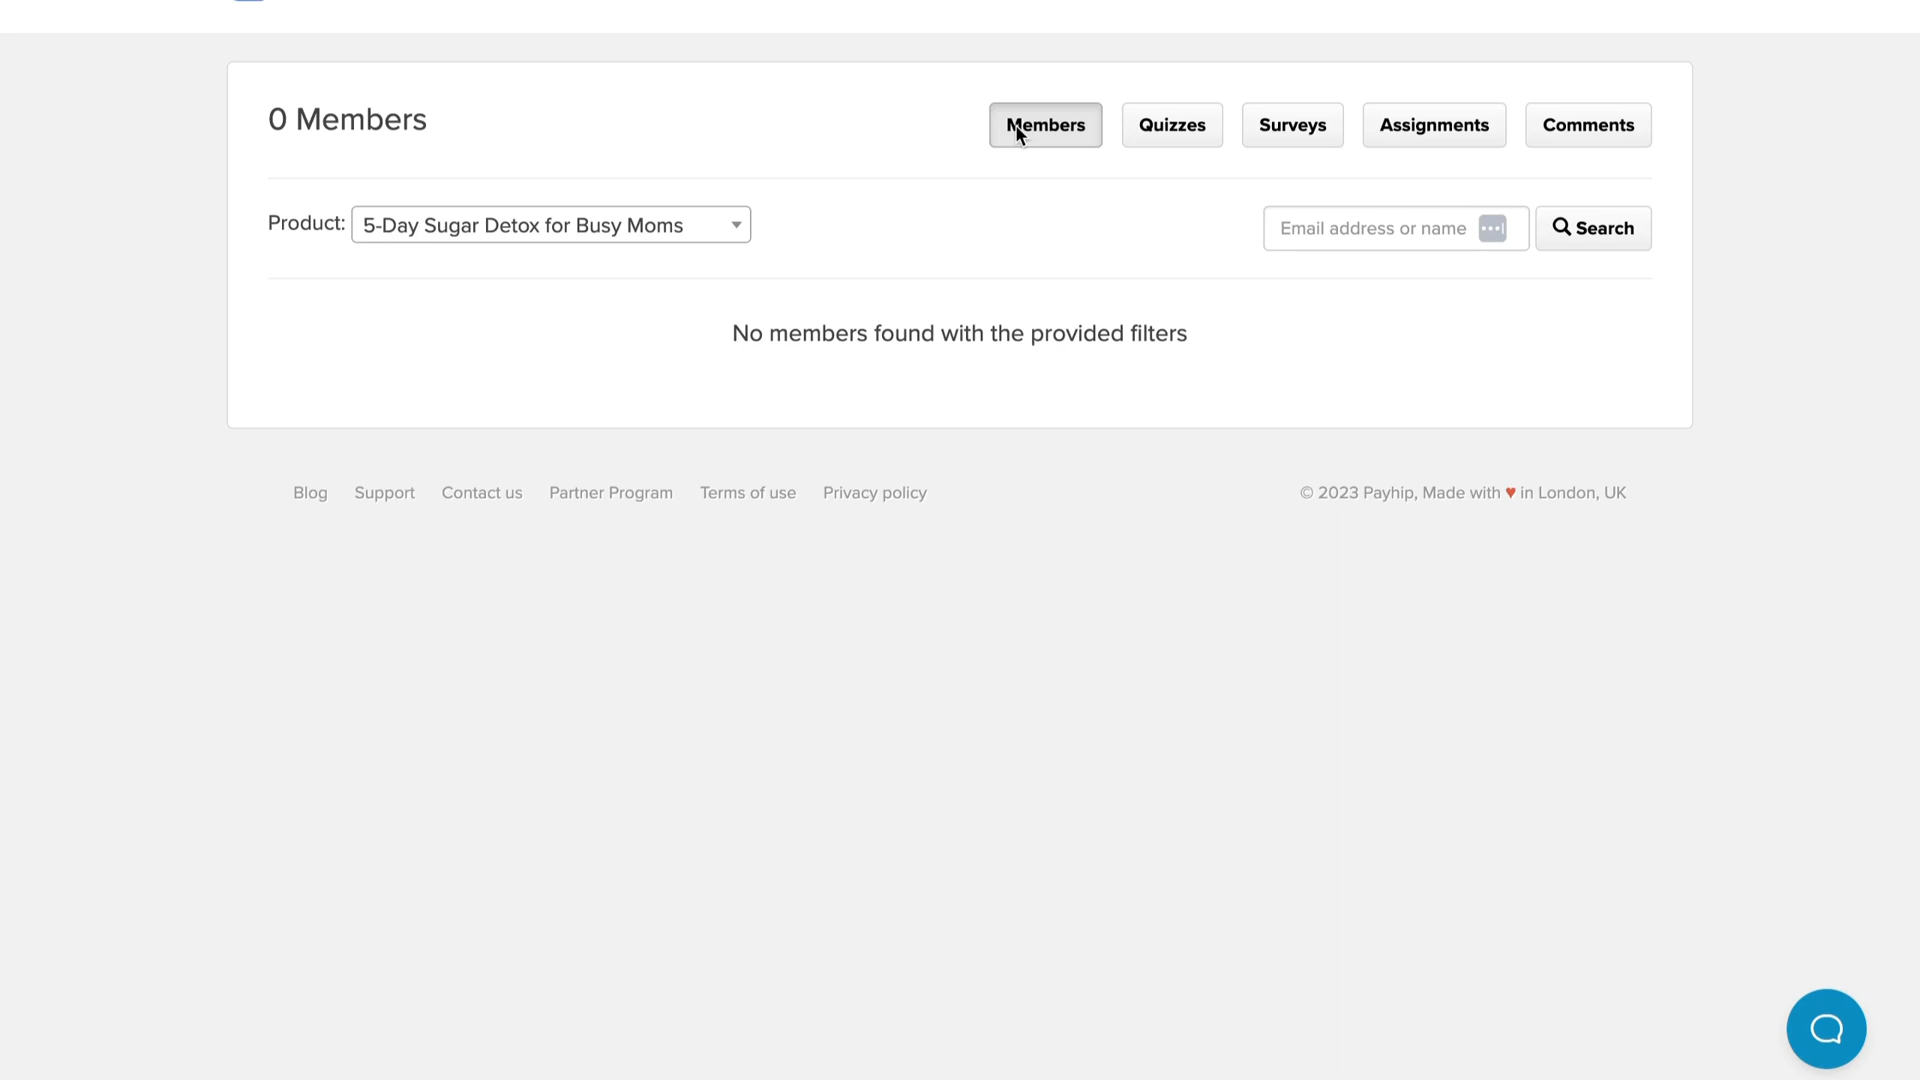 0 Members
Members Quizzes Surveys Assignments Comments
Product: 5-Day Sugar Detox for Busy Moms
Email address or name Search
No members found with the provided filters
Blog Support Contact us Partner Program Terms of use Privacy policy
© 2023 Payhip, Made with ♥ in London, UK